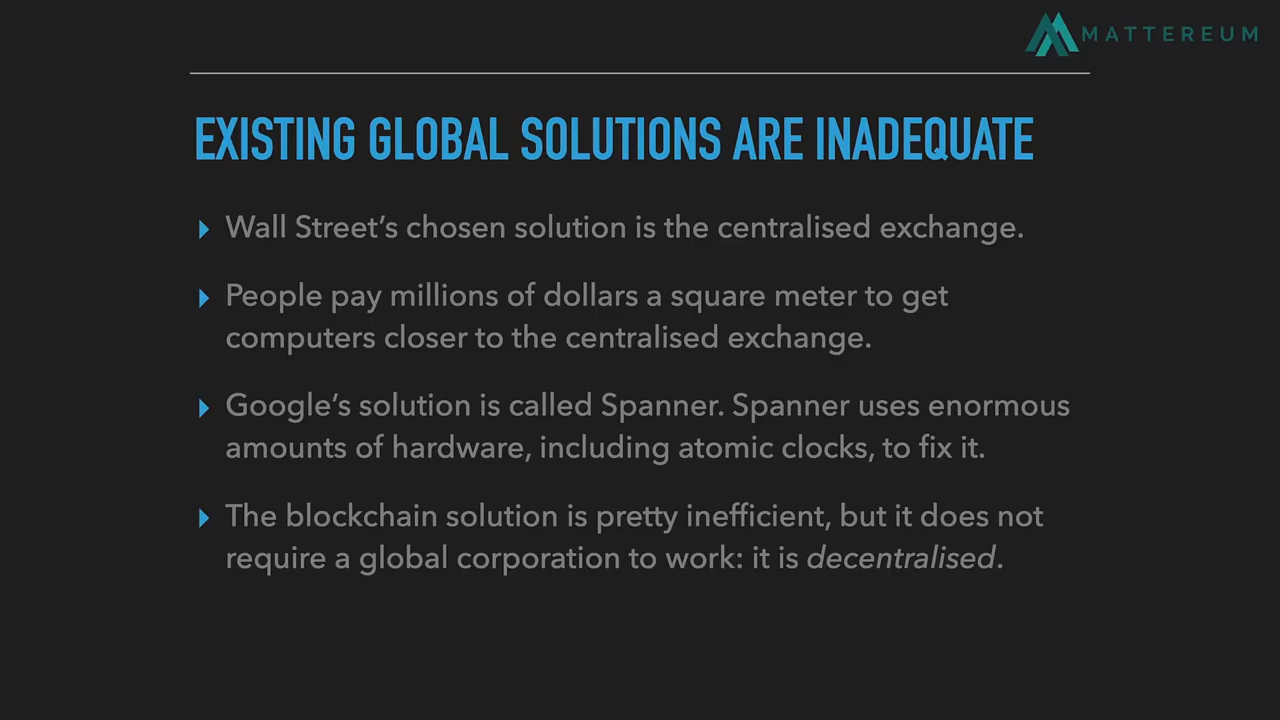 MATTEREUM
EXISTING GLOBAL SOLUTIONS ARE INADEQUATE
Wall Street’s chosen solution is the centralised exchange.
People pay millions of dollars a square meter to get
computers closer to the centralised exchange.
Google’s solution is called Spanner. Spanner uses enormous
amounts of hardware, including atomic clocks, to fix it.
The blockchain solution is pretty inefficient, but it does not
require a global corporation to work: it is decentralised.